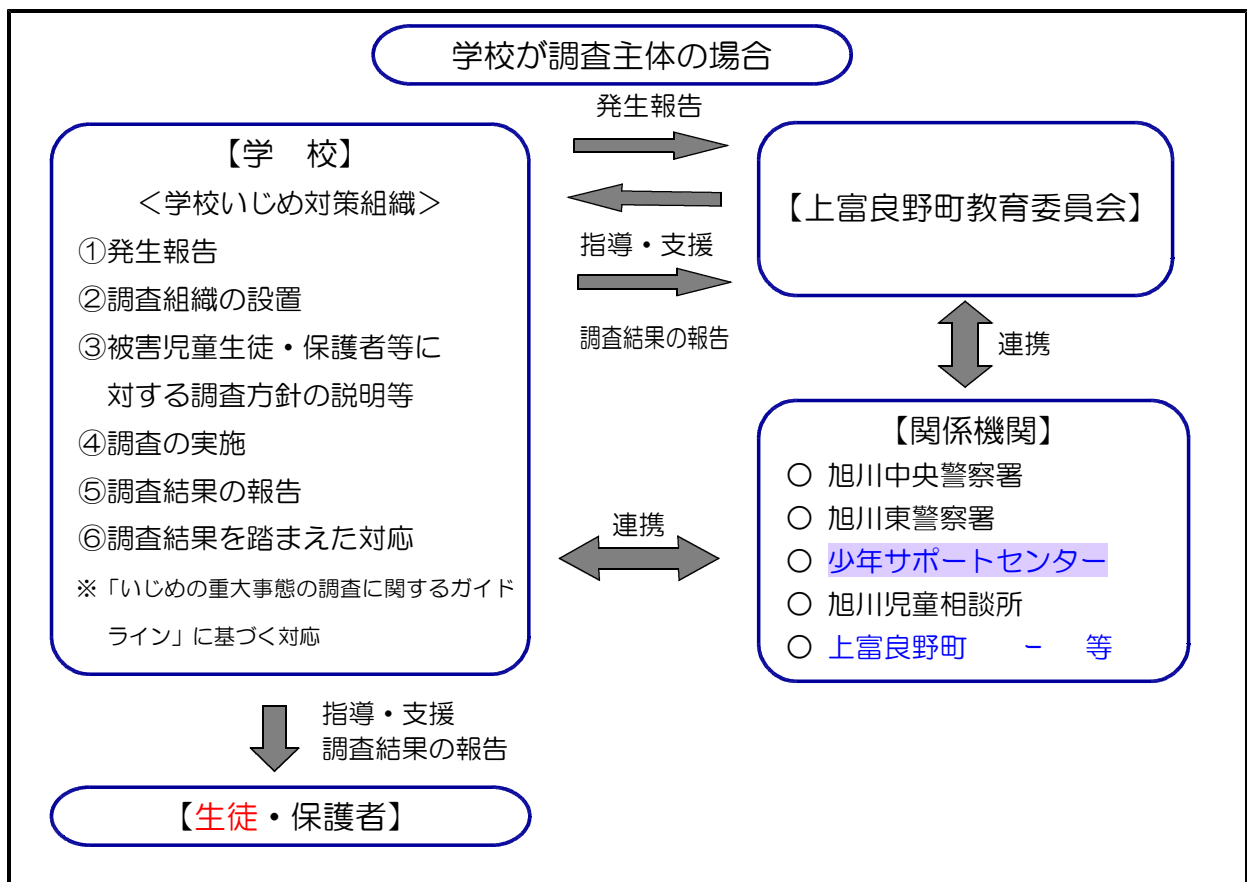 学校が調査主体の場合
発生報告
【学　校】
＜学校いじめ対策組織＞
①発生報告
②調査組織の設置
③被害児童生徒・保護者等に
対する調査方針の説明等
④調査の実施
⑤調査結果の報告
⑥調査結果を踏まえた対応
※「いじめの重大事態の調査に関するガイド
ライン」に基づく対応
指導・支援
調査結果の報告
【上富良野町教育委員会】
連携
連携
【関係機関】
○ 旭川中央警察署
○ 旭川東警察署
○ 少年サポートセンター
○ 旭川児童相談所
○ 上富良野町　　－　等
指導・支援
調査結果の報告
【生徒・保護者】